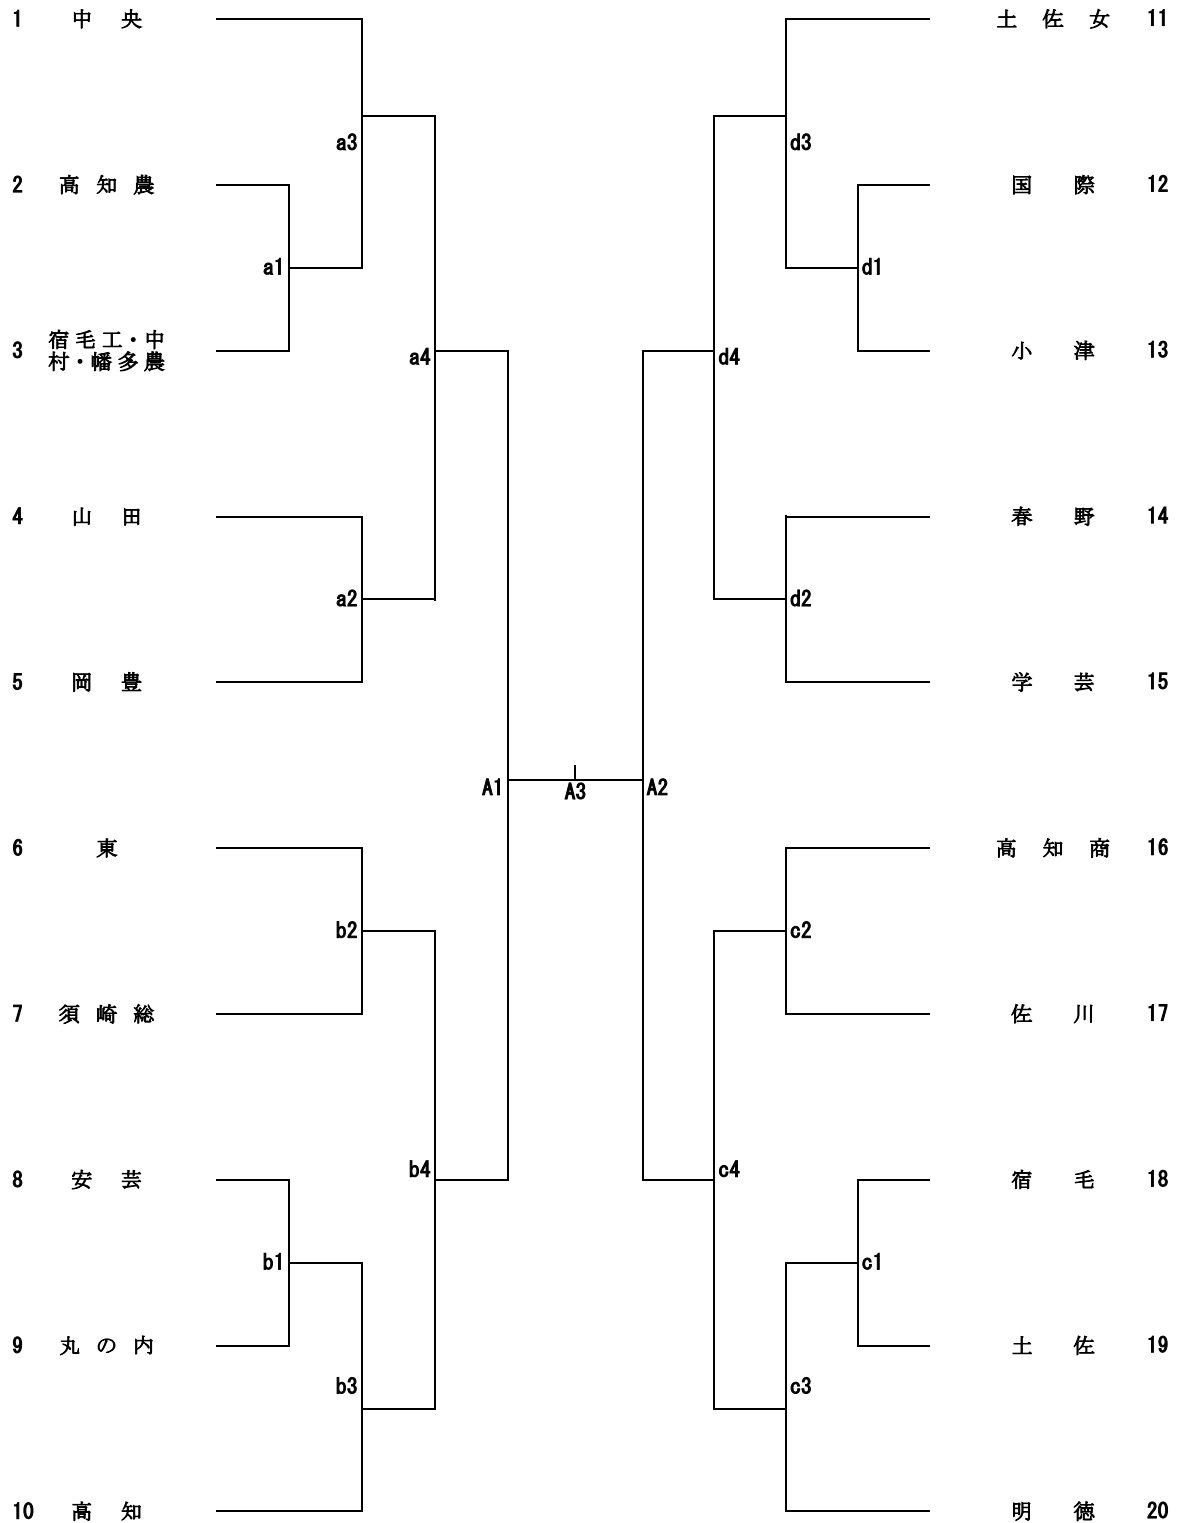 1 中央
土佐女 11
a3
d3
2 高知農
国際 12
a1
d1
3 宿毛工・中
村・幡多農
小津 13
a4
d4
4 山田
春野 14
a2
d2
5 岡豊
学芸 15
A1
A3
A2
6 東
高知商 16
b2
c2
7 須崎総
佐川 17
b4
c4
8 安芸
宿毛 18
b1
c1
9 丸の内
土佐 19
b3
c3
10 高知
明徳 20